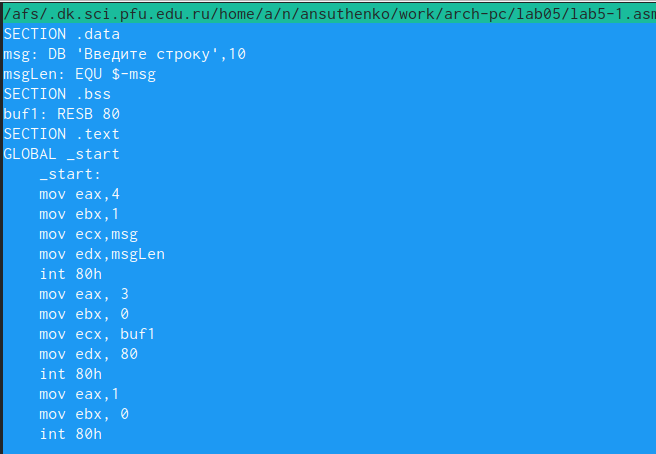 /afs/.dk.sci.pfu.edu.ru/home/a/n/ansuthenko/work/arch-pc/lab05/lab5-1.asm
SECTION .data
msg: DB 'Введите строку',10
msgLen: EQU $-msg
SECTION .bss
buf1: RESB 80
SECTION .text
GLOBAL _start
_start:
mov eax,4
mov ebx,1
mov ecx,msg
mov edx,msgLen
int 80h
mov eax, 3
mov ebx, 0
mov ecx, buf1
mov edx, 80
int 80h
mov eax,1
mov ebx, 0
int 80h